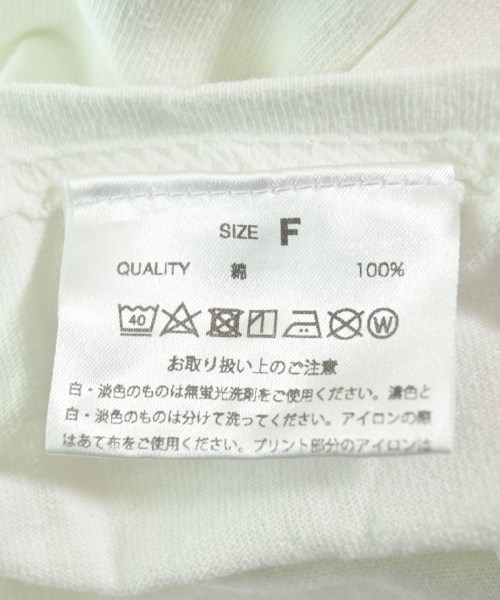 SIZE F
QUALITY 綿 100%
40 W
お取り扱い上のご注意
白・淡色のものは無蛍光洗剤をご使用ください。濃色と
白・淡色のものは分けて洗ってください。アイロンの際
はあて布をご使用ください。プリント部分のアイロンは